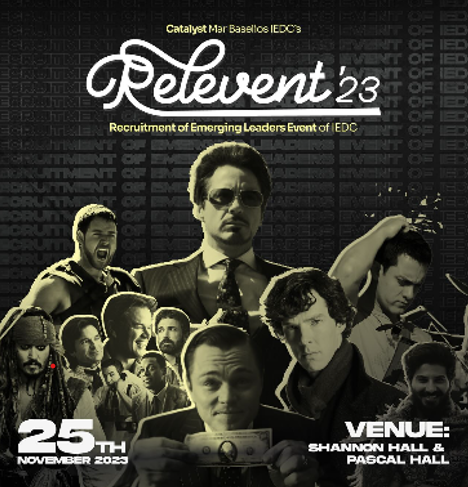 Catalyst Mar Baselios IEDC's
Relevent '23
Recruitment of Emerging Leaders Event of IEDC
25TH
NOVEMBER 2023
VENUE:
SHANNON HALL &
PASCAL HALL